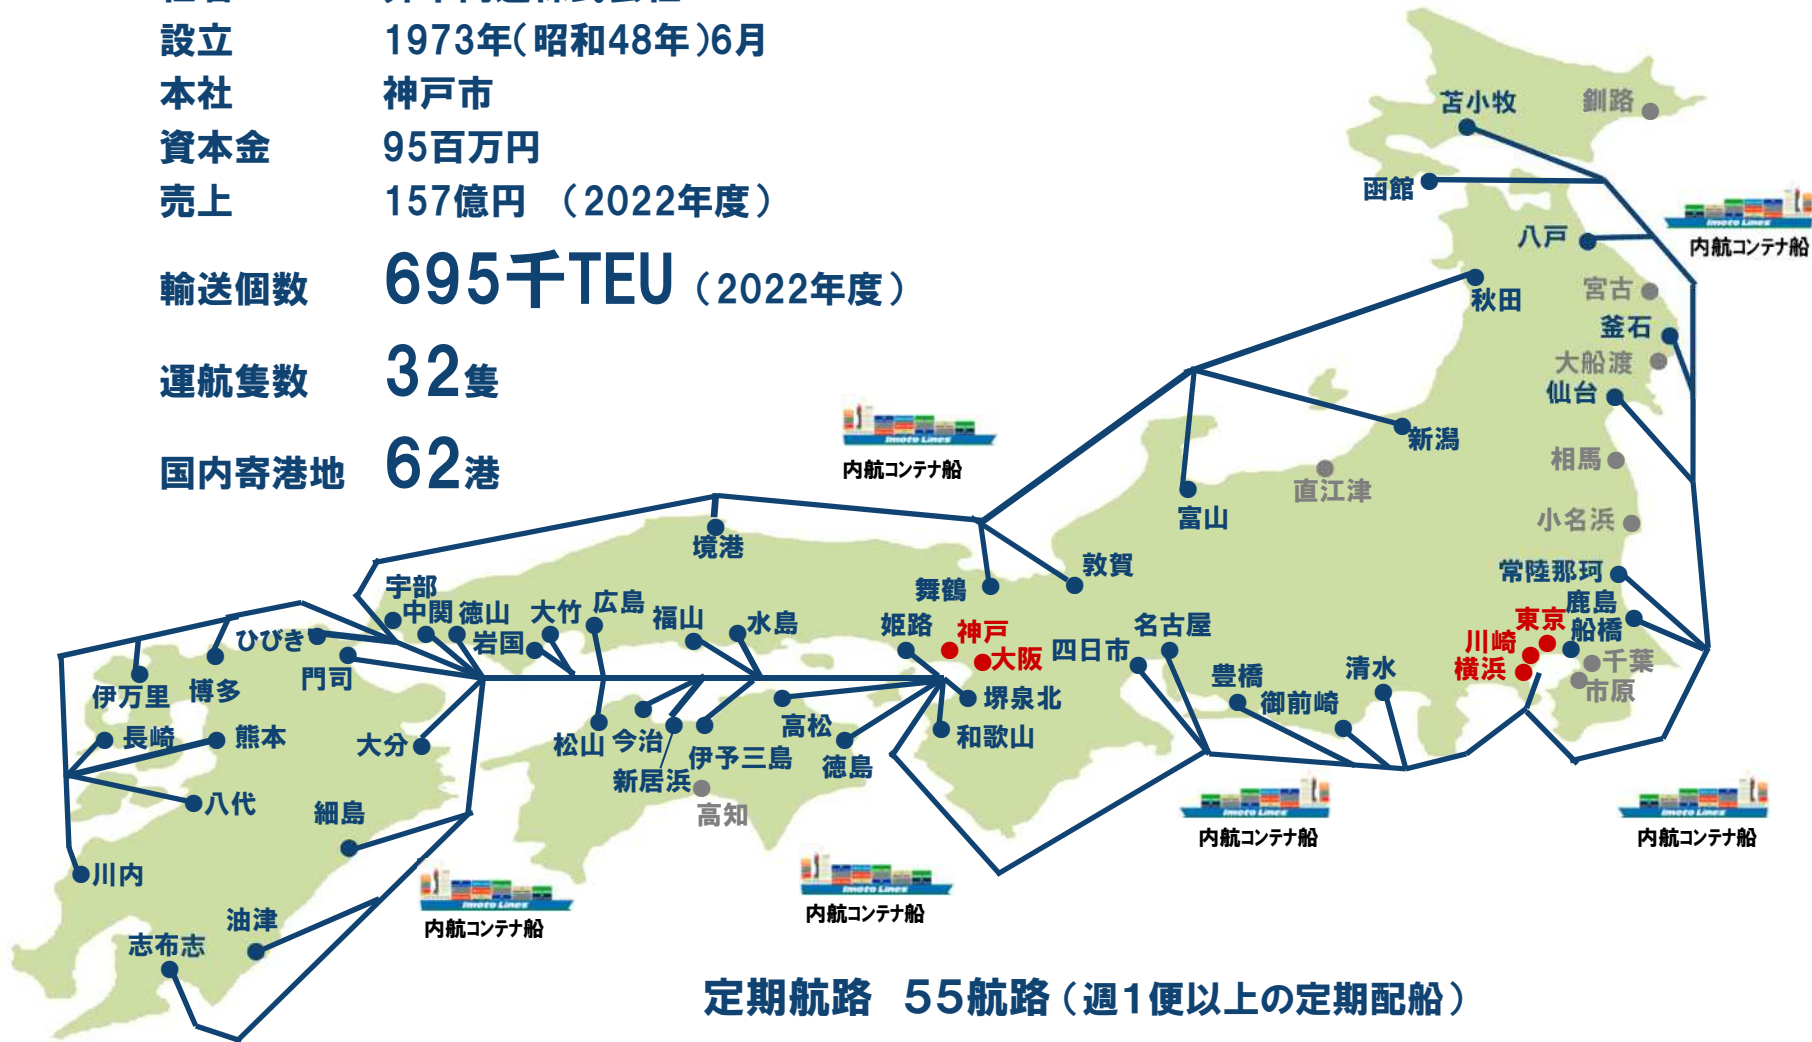 設立 1973年(昭和48年)6月
本社 神戸市
資本金 95百万円
売上 157億円 (2022年度)
輸送個数 695千TEU (2022年度)
運航隻数 32隻
国内寄港地 62港
苫小牧
釧路
函館
Imoto Lines
内航コンテナ船
八戸
宮古
秋田
釜石
大船渡
仙台
Imoto Lines
内航コンテナ船
新潟
相馬
直江津
富山
小名浜
境港
敦賀
常陸那珂
舞鶴
宇部
中関
徳山
大竹
広島
福山
水島
姫路
神戸
大阪
四日市
名古屋
鹿島
東京
船橋
川崎
千葉
横浜
市原
ひびき
岩国
門司
伊万里
博多
豊橋
御前崎
清水
堺泉北
高松
和歌山
長崎
熊本
大分
松山
今治
伊予三島
徳島
新居浜
高知
八代
細島
Imoto Lines
内航コンテナ船
Imoto Lines
内航コンテナ船
川内
Imoto Lines
内航コンテナ船
Imoto Lines
内航コンテナ船
油津
志布志
定期航路 55航路(週1便以上の定期配船)